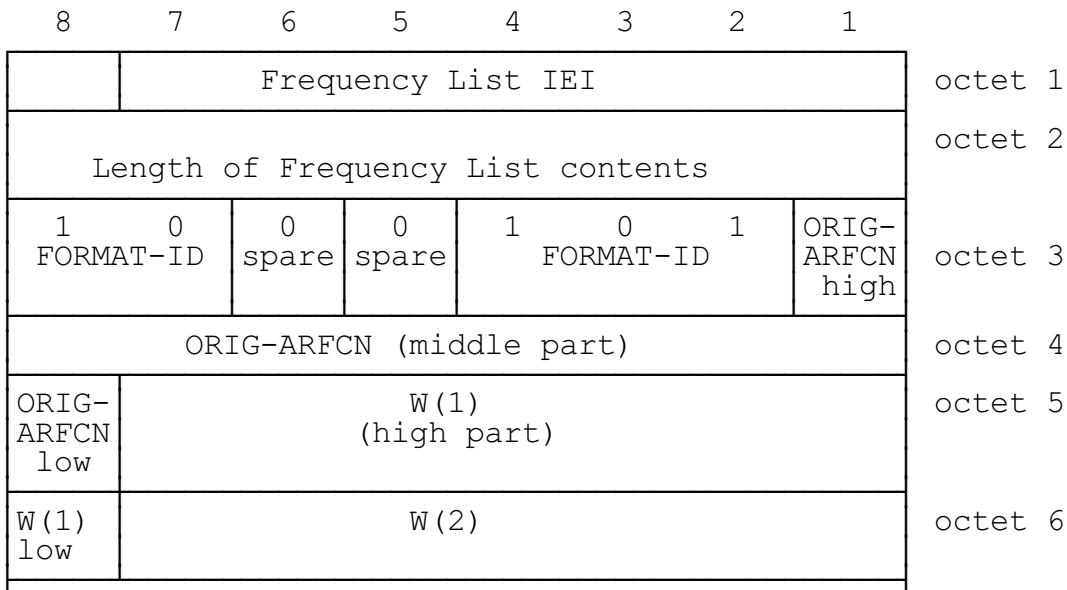 8 7 6 5 4 3 2 1
Frequency List IEI octet 1
octet 2
Length of Frequency List contents
1 0 0 0 1 0 1 ORIG-
FORMAT-ID spare spare FORMAT-ID ARFCN octet 3
high
ORIG-ARFCN (middle part) octet 4
ORIG- W(1) octet 5
ARFCN (high part)
low
W(1) W(2) octet 6
low